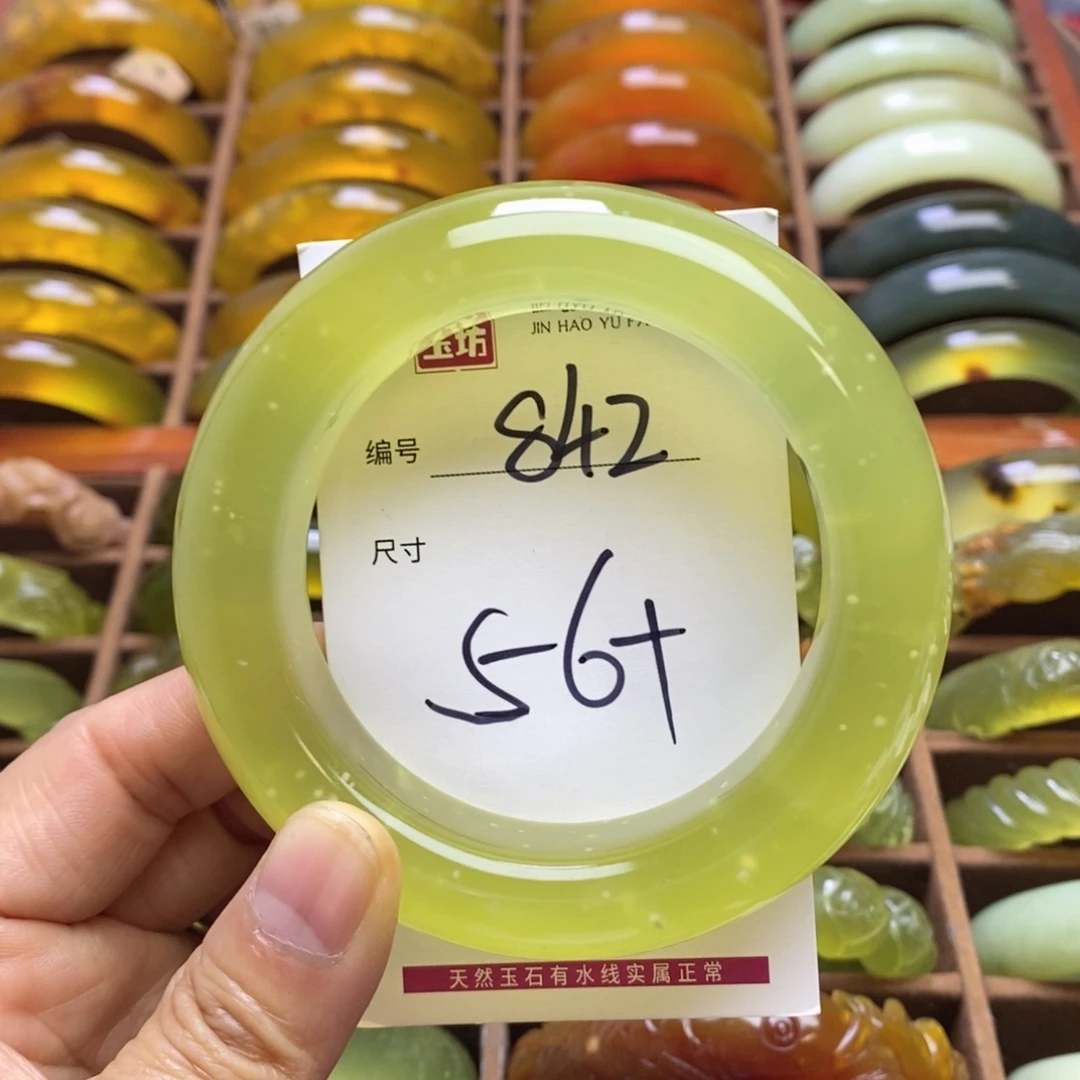 玉坊
JIN HAO YU
编号 842
尺寸
56+
天然玉石有水线实属正常